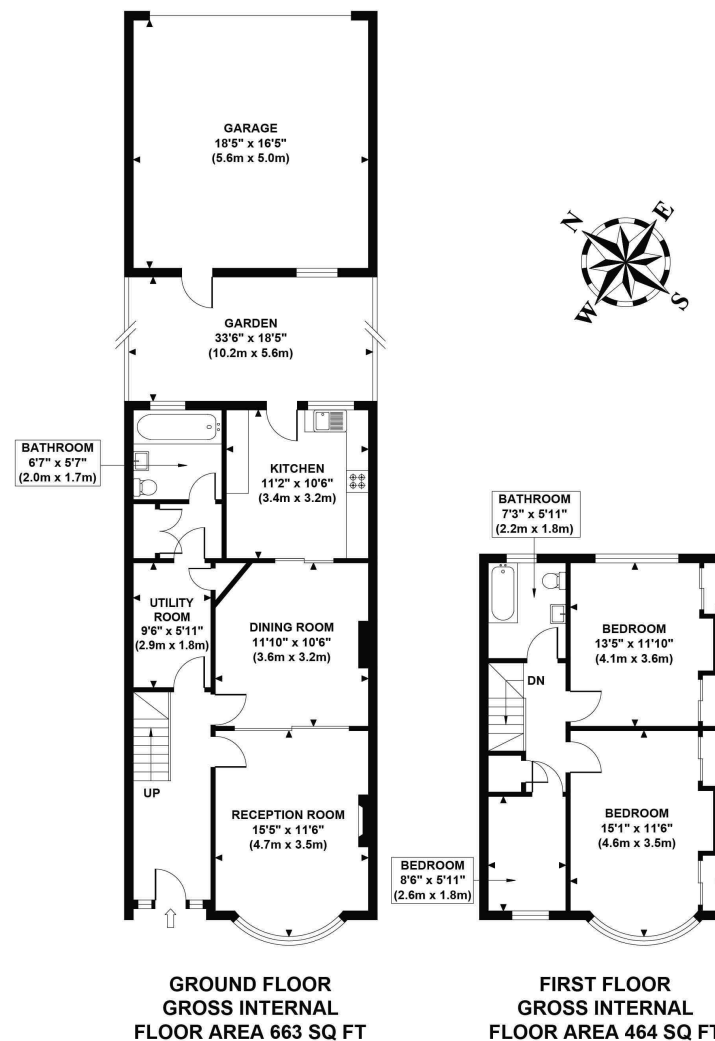 GARAGE
18'5" x 16'5"
(5.6m x 5.0m)
N
E
S
W
GARDEN
33'6" x 18'5"
(10.2m x 5.6m)
BATHROOM
6'7" x 5'7"
(2.0m x 1.7m)
KITCHEN
11'2" x 10'6"
(3.4m x 3.2m)
UTILITY
ROOM
9'6" x 5'11"
(2.9m x 1.8m)
DINING ROOM
11'10" x 10'6"
(3.6m x 3.2m)
UP
RECEPTION ROOM
15'5" x 11'6"
(4.7m x 3.5m)
BATHROOM
7'3" x 5'11"
(2.2m x 1.8m)
BEDROOM
13'5" x 11'10"
(4.1m x 3.6m)
DN
BEDROOM
15'1" x 11'6"
(4.6m x 3.5m)
BEDROOM
8'6" x 5'11"
(2.6m x 1.8m)
GROUND FLOOR
GROSS INTERNAL
FLOOR AREA 663 SQ FT
FIRST FLOOR
GROSS INTERNAL
FLOOR AREA 464 SQ FT